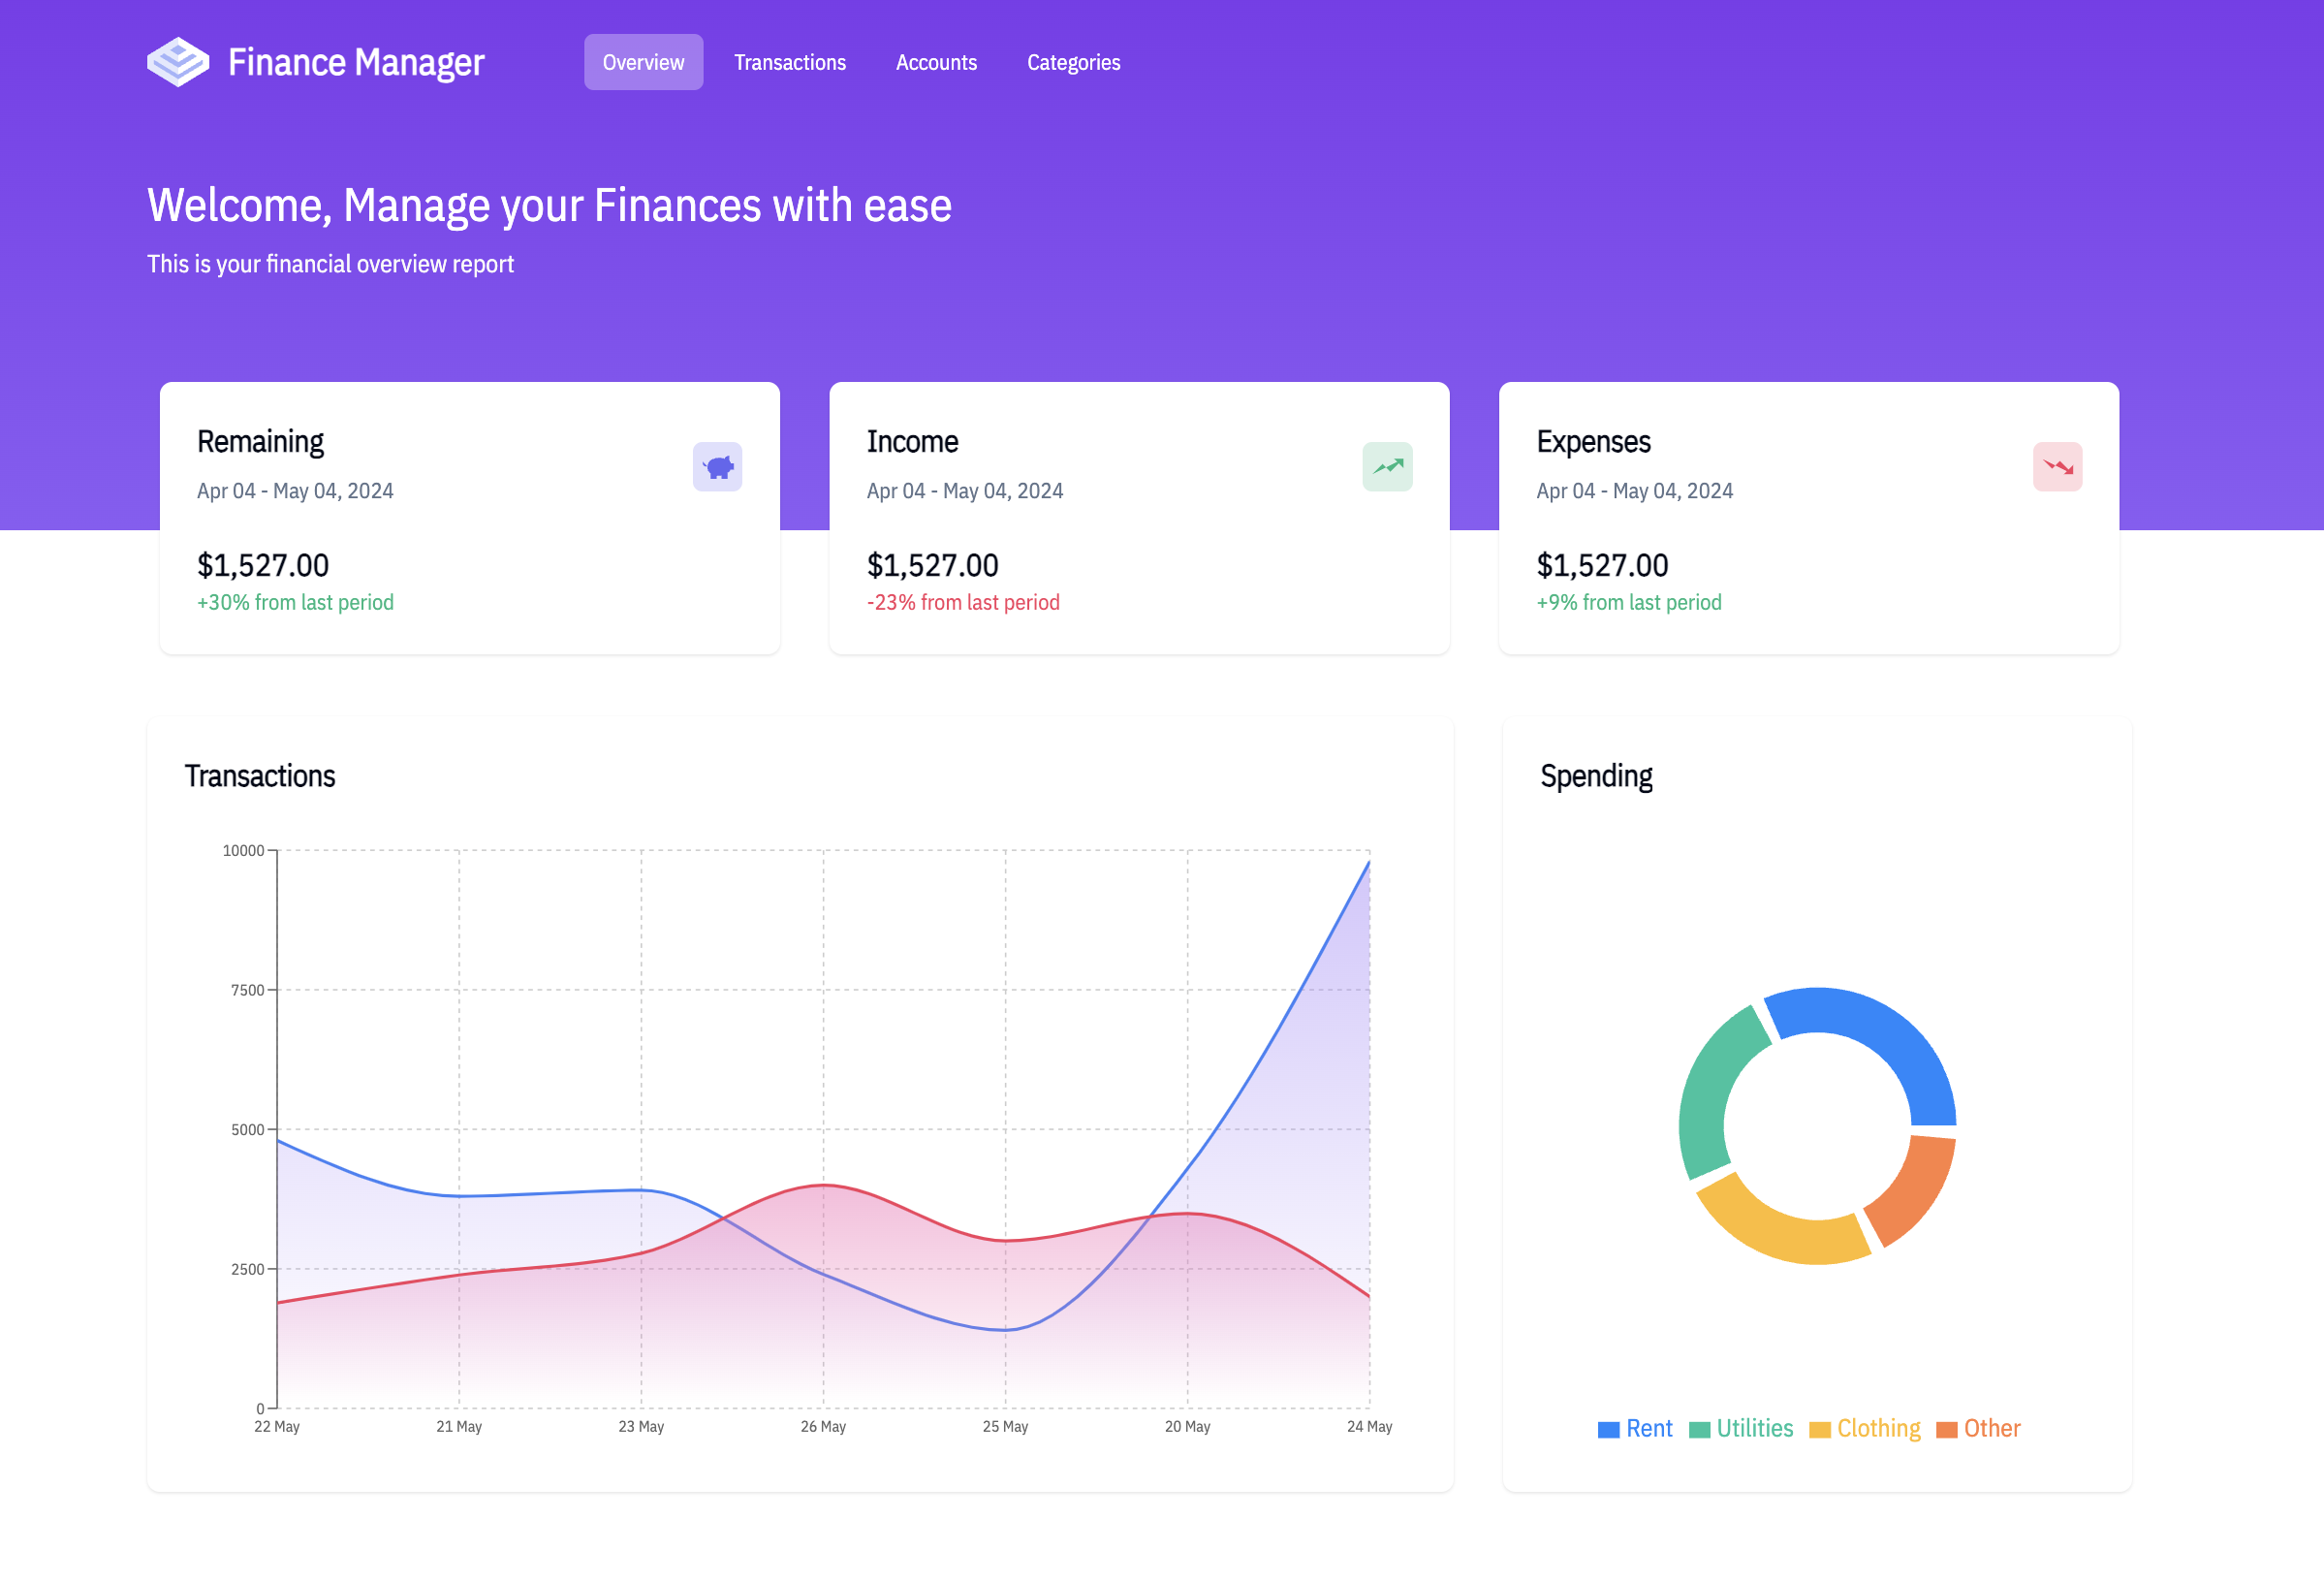 Finance Manager
Overview
Transactions
Accounts
Categories
Welcome, Manage your Finances with ease
This is your financial overview report
Remaining
Apr 04 - May 04, 2024
$1,527.00
+30% from last period
Income
Apr 04 - May 04, 2024
$1,527.00
-23% from last period
Expenses
Apr 04 - May 04, 2024
$1,527.00
+9% from last period
Transactions
10000
7500
5000
2500
0
22 May
21 May
23 May
26 May
25 May
20 May
24 May
Spending
Rent
Utilities
Clothing
Other